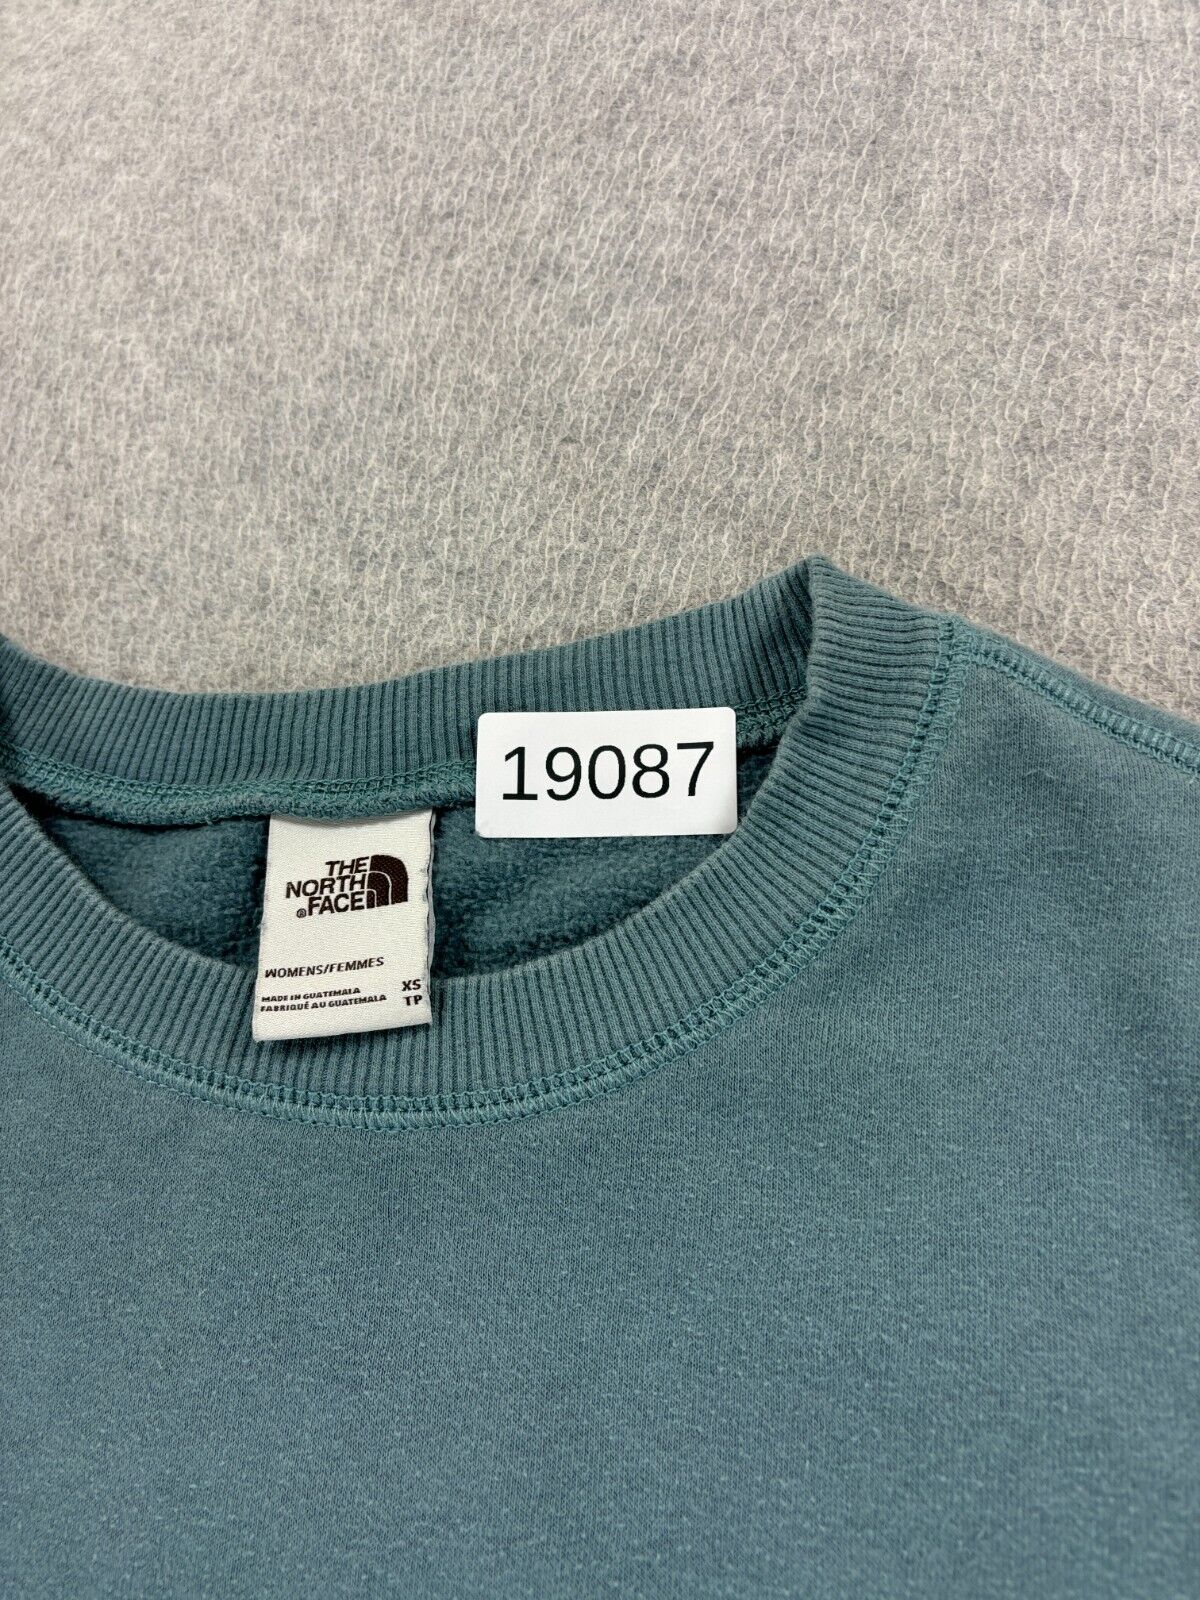 19087
THE
NORTH
®FACE
WOMENS/FEMMES
XS
MADE IN GUATEMALA
FABRIQUÉ AU GUATEMALA
TP